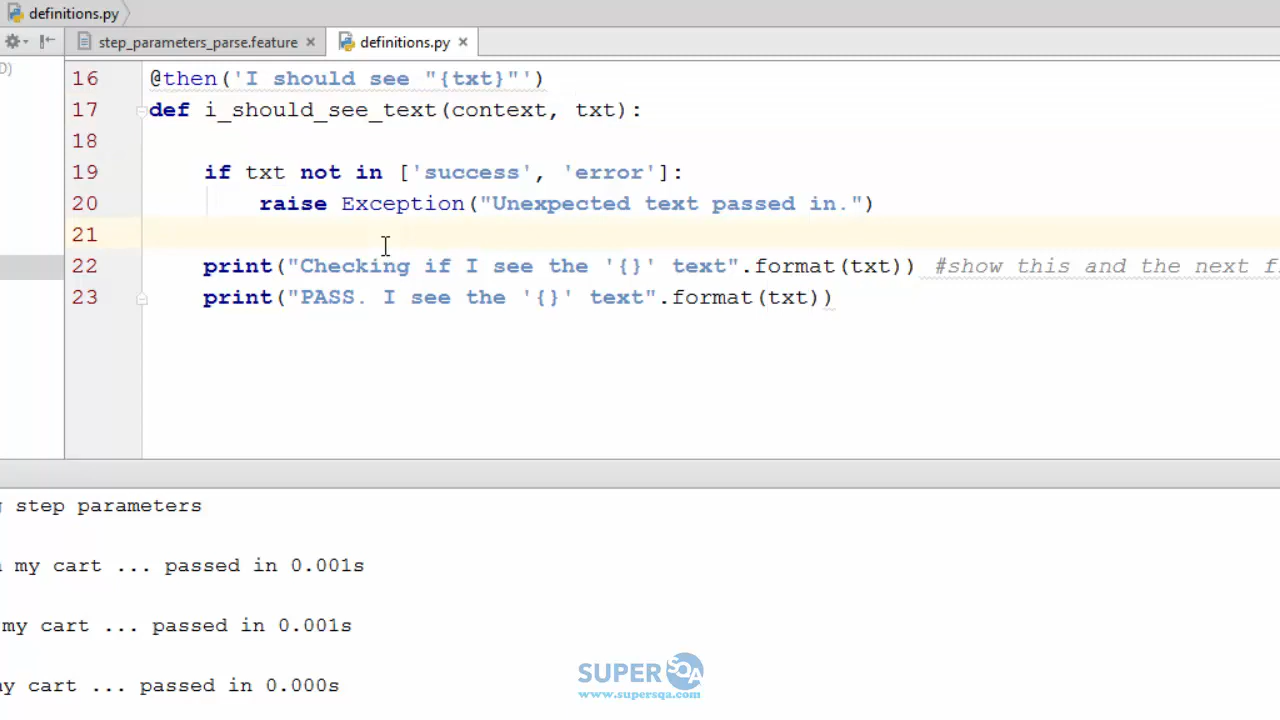 definitions.py
step_parameters_parse.feature
definitions.py
D)
16 @then('I should see "{txt}"')
17 def i_should_see_text(context, txt):
18
19 if txt not in ['success', 'error']:
20 raise Exception("Unexpected text passed in.")
21
22 print("Checking if I see the '{}' text".format(txt)) #show this and the next
23 print("PASS. I see the '{}' text".format(txt))
step parameters
my cart ... passed in 0.001s
my cart ... passed in 0.001s
cart ... passed in 0.000s
SUPER SQA
www.supersqa.com